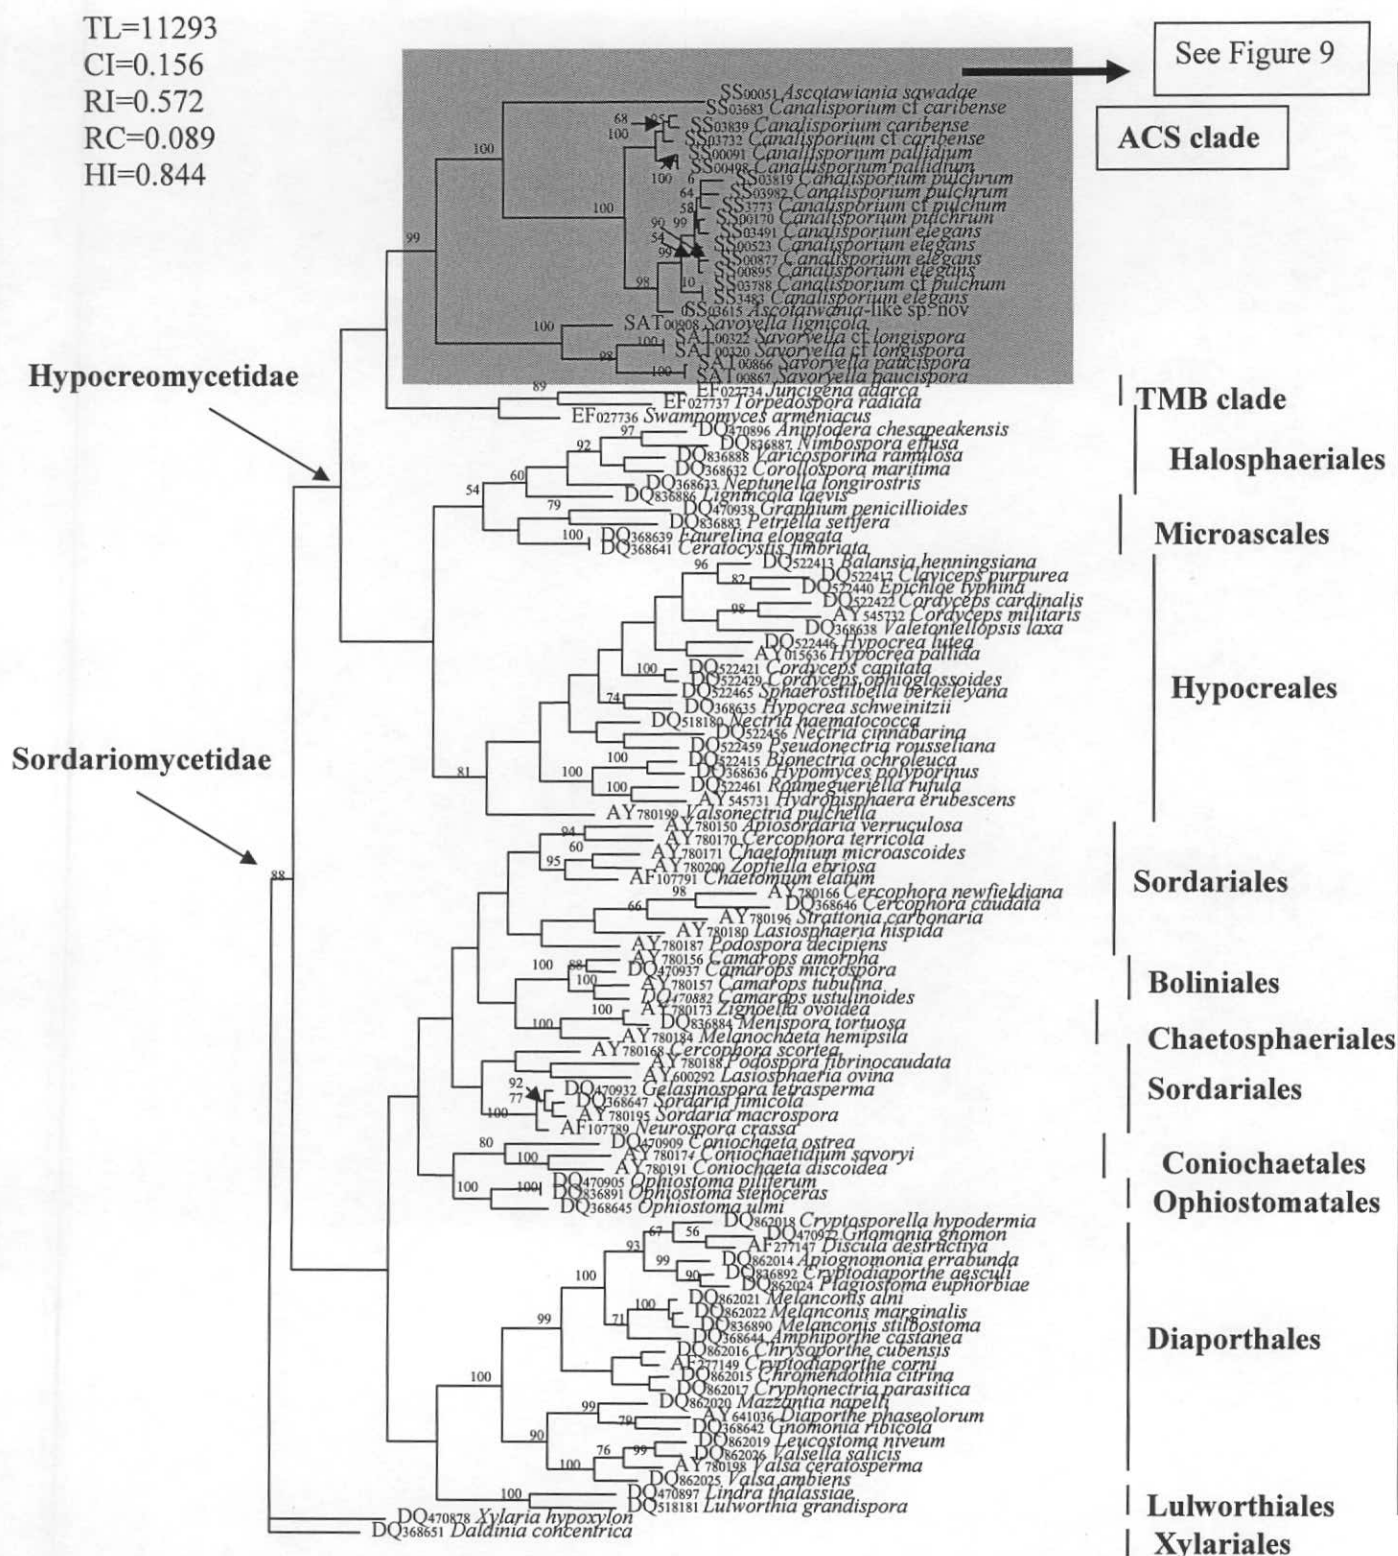 TL=11293
CI=0.156
RI=0.572
RC=0.089
HI=0.844
See Figure 9
ACS clade
SS00051 Ascotawiania sawadae
SS03683 Canalisporium cf caribense
SS03839 Canalisporium caribense
SS03732 Canalisporium cf caribense
SS00091 Canalisporium pallidium
SS00498 Canalisporium pallidium
SS03819 Canalisporium pulchrum
SS03982 Canalisporium pulchrum
SS3773 Canalisporium cf pulchum
SS00170 Canalisporium pulchrum
SS03491 Canalisporium elegans
SS00523 Canalisporium elegans
SS00877 Canalisporium elegans
SS00895 Canalisporium elegans
SS03788 Canalisporium cf pulchum
SS3483 Canalisporium elegans
SS03615 Ascotaiwania-like sp. nov
SAT00908 Savoyella lignicola
SAT00322 Savoryella cf longispora
SAT00320 Savoryella cf longispora
SAT00866 Savoryella paucispora
SAT00867 Savoryella paucispora
Hypocreomycetidae
EF027734 Juncigena adarca
EF027737 Torpedospora radiata
EF027736 Swampomyces armeniacus
TMB clade
DQ470896 Aniptodera chesapeakensis
DQ836887 Nimbospora effusa
DQ836888 Varicosporina ramulosa
DQ368632 Corollospora maritima
DQ368633 Neptunella longirostris
DQ836886 Lignincola laevis
Halosphaeriales
DQ470938 Graphium penicillioides
DQ836883 Petriella setifera
DQ368639 Faurelina elongata
DQ368641 Ceratocystis fimbriata
Microascales
DQ522413 Balansia henningsiana
DQ522417 Claviceps purpurea
DQ522440 Epichloe typhina
DQ522422 Cordyceps cardinalis
AY545732 Cordyceps militaris
DQ368638 Valetoniellopsis laxa
DQ522446 Hypocrea lutea
AY015636 Hypocrea pallida
DQ522421 Cordyceps capitata
DQ522429 Cordyceps ophioglossoides
DQ522465 Sphaerostilbella berkeleyana
DQ368635 Hypocrea schweinitzii
DQ518180 Nectria haematococca
DQ522456 Nectria cinnabarina
DQ522459 Pseudonectria rousseliana
DQ522415 Bionectria ochroleuca
DQ368636 Hypomyces polyporinus
DQ522461 Roumegueriella rufula
AY545731 Hydropisphaera erubescens
AY780199 Valsonectria pulchella
Hypocreales
Sordariomycetidae
AY780150 Apiosordaria verruculosa
AY780170 Cercophora terricola
AY780171 Chaetomium microascoides
AY780200 Zopfiella ebriosa
AF107791 Chaetomium elatum
AY780166 Cercophora newfieldiana
DQ368646 Cercophora caudata
AY780196 Strattonia carbonaria
AY780180 Lasiosphaeria hispida
AY780187 Podospora decipiens
Sordariales
AY780156 Camarops amorpha
DQ470937 Camarops microspora
AY780157 Camarops tubulina
DQ470882 Camarops ustulinoides
Boliniales
AY780173 Zignoella ovoidea
DQ836884 Menispora tortuosa
AY780184 Melanochaeta hemipsila
Chaetosphaeriales
AY780168 Cercophora scortea
AY780188 Podospora fibrinocaudata
AY600292 Lasiosphaeria ovina
DQ470932 Gelasinospora tetrasperma
DQ368647 Sordaria fimicola
AY780195 Sordaria macrospora
AF107789 Neurospora crassa
Sordariales
DQ470909 Coniochaeta ostrea
AY780174 Coniochaetidium savoryi
AY780191 Coniochaeta discoidea
Coniochaetales
DQ470905 Ophiostoma piliferum
DQ836891 Ophiostoma stenoceras
DQ368645 Ophiostoma ulmi
Ophiostomatales
DQ862018 Cryptosporella hypodermia
DQ470922 Gnomonia gnomon
AF277147 Discula destructiva
DQ862014 Apiognomonia errabunda
DQ836892 Cryptodiaporthe aesculi
DQ862024 Plagiostoma euphorbiae
DQ862021 Melanconis alni
DQ862022 Melanconis marginalis
DQ836890 Melanconis stilbostoma
DQ368644 Amphiporthe castanea
DQ862016 Chrysoporthe cubensis
AF277149 Cryptodiaporthe corni
DQ862015 Chromendothia citrina
DQ862017 Cryphonectria parasitica
DQ862020 Mazzantia napelli
AY641036 Diaporthe phaseolorum
DQ368642 Gnomonia ribicola
DQ862019 Leucostoma niveum
DQ862026 Valsella salicis
AY780198 Valsa ceratosperma
DQ862025 Valsa ambiens
Diaporthales
DQ470897 Lindra thalassiae
DQ518181 Lulworthia grandispora
Lulworthiales
DQ470878 Xylaria hypoxylon
DQ368651 Daldinia concentrica
Xylariales